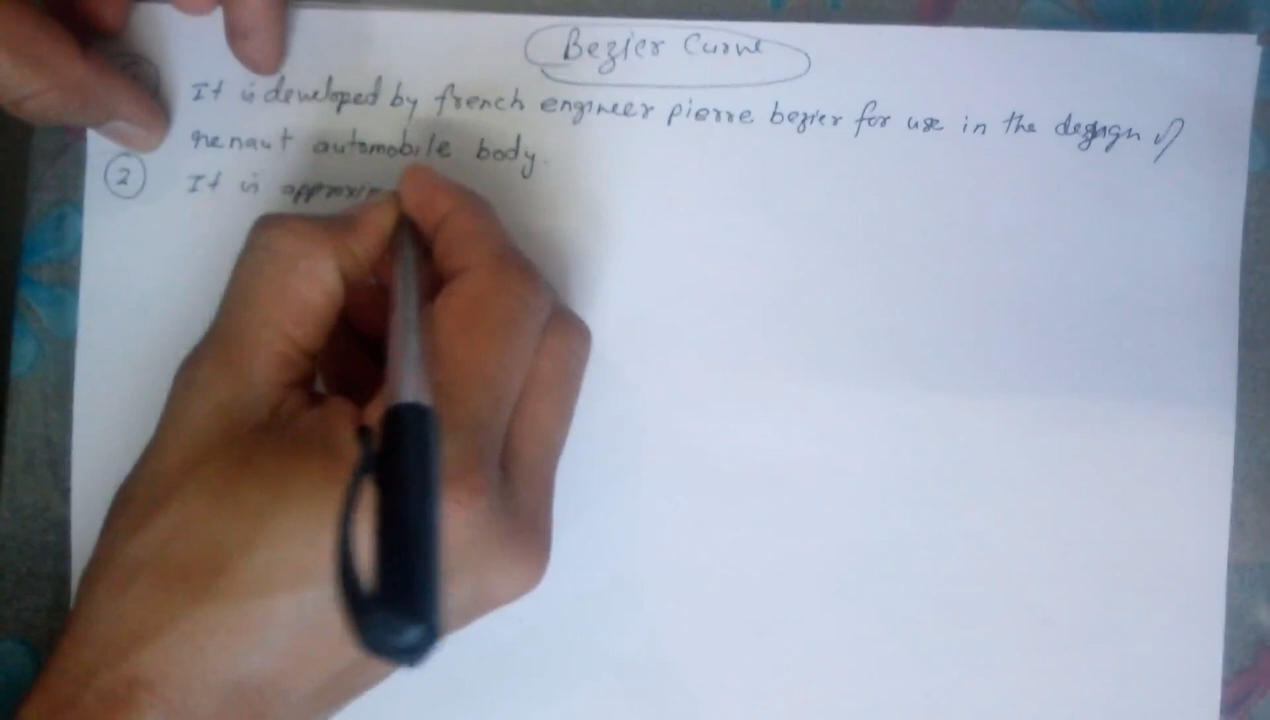 Bezier Curve
It is developed by french engineer pierre bezier for use in the design of
renaut automobile body.
2 It is approxim